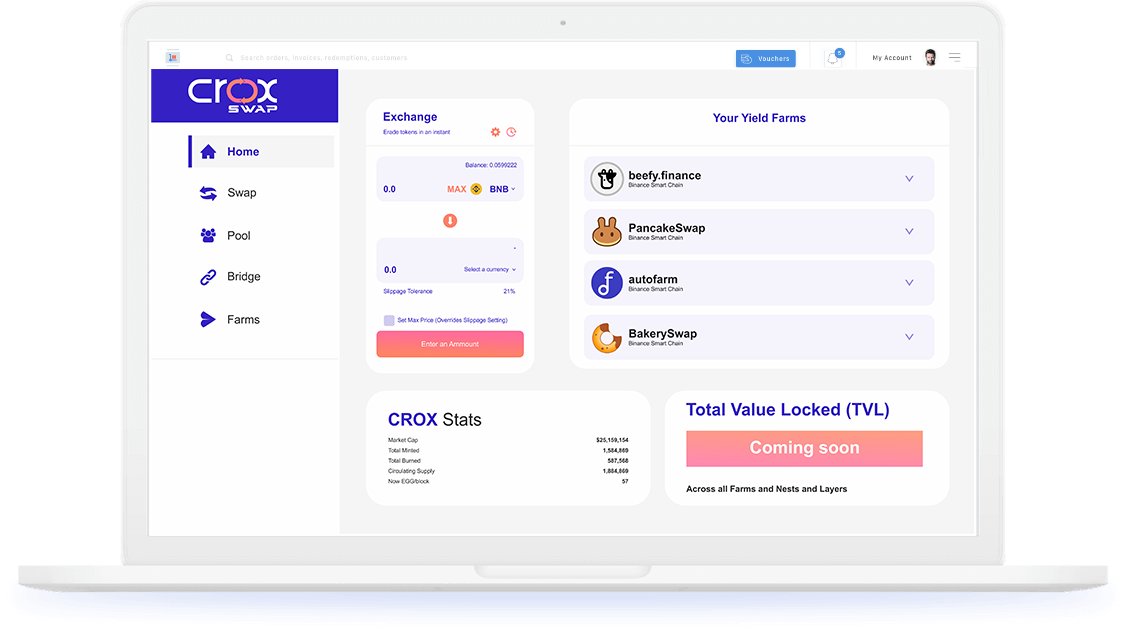 Search orders, invoices, redemations, customers
Vouchers
5
My Account
CROX
SWAP
Home
Swap
Pool
Bridge
Farms
Exchange
Erade tokens in an instant
Balance: 0.0599222
0.0 MAX BNB
0.0 Select a currency
Slippage Tolerance 21%
Set Max Price (Overrides Slippage Setting)
Enter an Ammount
Your Yield Farms
beefy.finance
Binance Smart Chain
PancakeSwap
Binance Smart Chain
autofarm
Binance Smart Chain
BakerySwap
Binance Smart Chain
CROX Stats
Market Cap $25,159,154
Total Minted 1,584,869
Total Burned 587,568
Circulating Supply 1,884,869
Now EGG/block 57
Total Value Locked (TVL)
Coming soon
Across all Farms and Nests and Layers